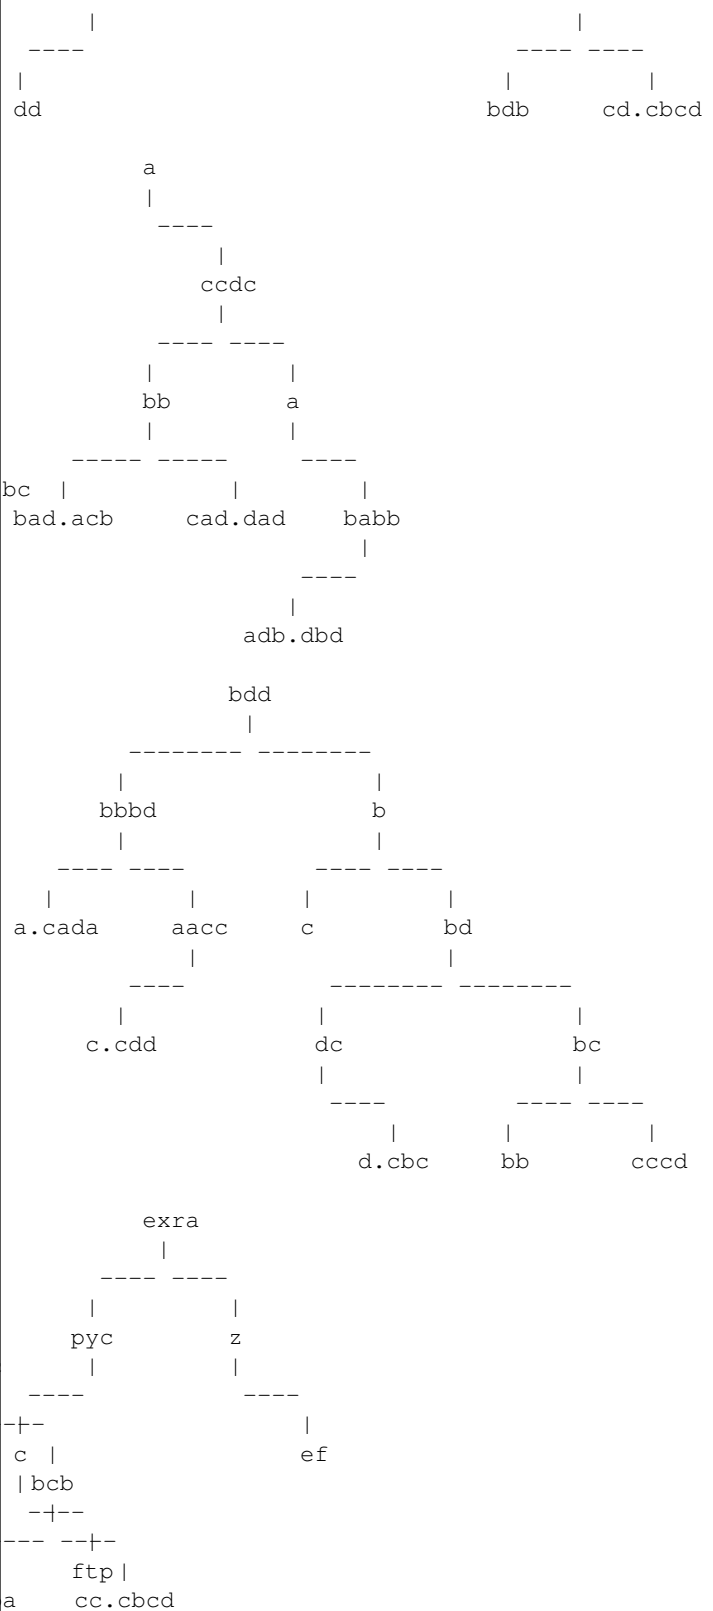 dd bdb cd.cbcd
a
ccdc
bb a
bc
bad.acb cad.dad babb
adb.dbd
bdd
bbbd b
a.cada aacc c bd
c.cdd dc bc
d.cbc bb cccd
exra
pyc z
c ef
bcb
ftp
a cc.cbcd